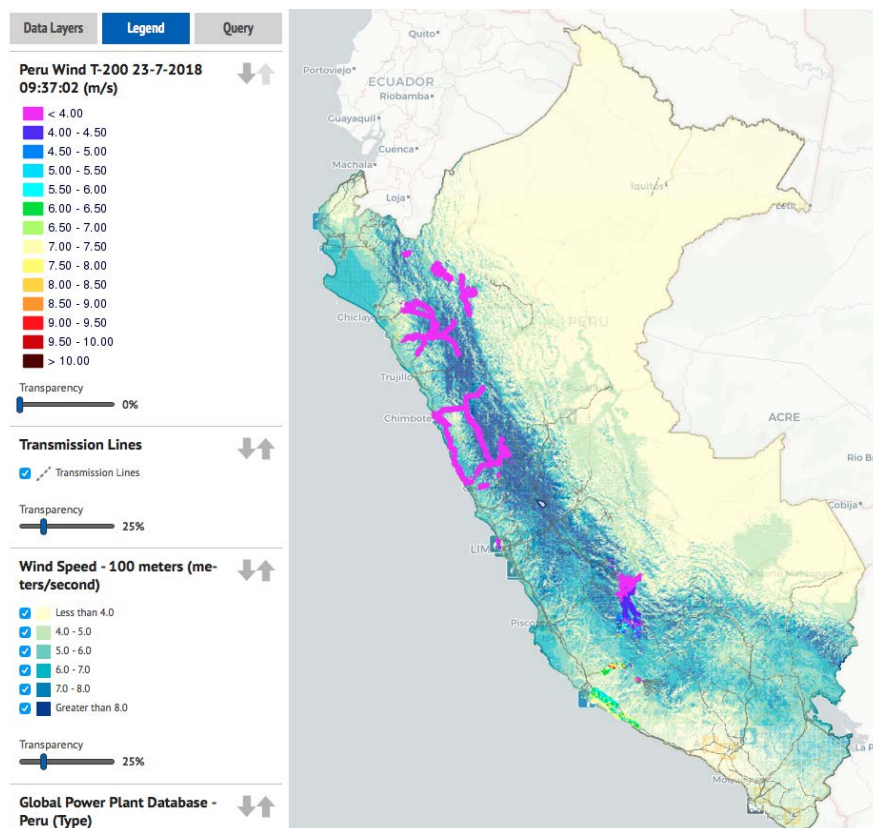 Data Layers
Legend
Query
Peru Wind T-200 23-7-2018
09:37:02 (m/s)
< 4.00
4.00 - 4.50
4.50 - 5.00
5.00 - 5.50
5.50 - 6.00
6.00 - 6.50
6.50 - 7.00
7.00 - 7.50
7.50 - 8.00
8.00 - 8.50
8.50 - 9.00
9.00 - 9.50
9.50 - 10.00
> 10.00
Transparency
0%
Transmission Lines
Transmission Lines
Transparency
25%
Wind Speed - 100 meters (me-
ters/second)
Less than 4.0
4.0 - 5.0
5.0 - 6.0
6.0 - 7.0
7.0 - 8.0
Greater than 8.0
Transparency
25%
Global Power Plant Database -
Peru (Type)
Quito
Portoviejo
ECUADOR
Riobamba
Guayaquil
Cuenca
Machala
Loja
Iquitos
Chiclay
PERU
Trujillo
Chimbote
ACRE
Rio B
Cobija
LIM
Pisco
La P